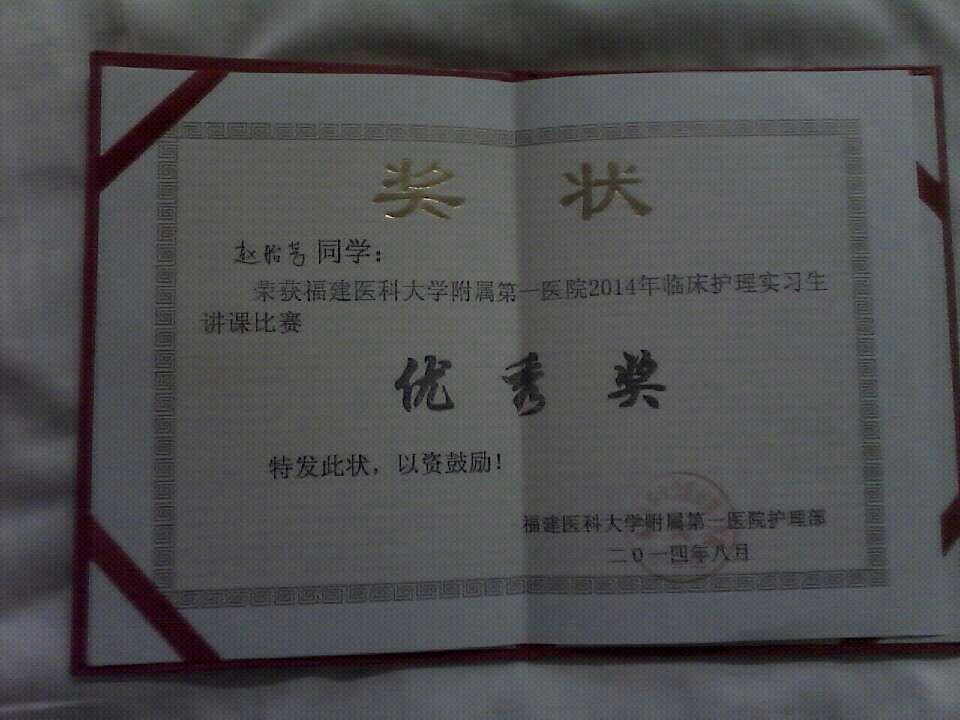 奖状
赵贻芳同学：
荣获福建医科大学附属第一医院2014年临床护理实习生
讲课比赛
优秀奖
特发此状，以资鼓励！
福建医科大学附属第一医院护理部
二0一四年八月